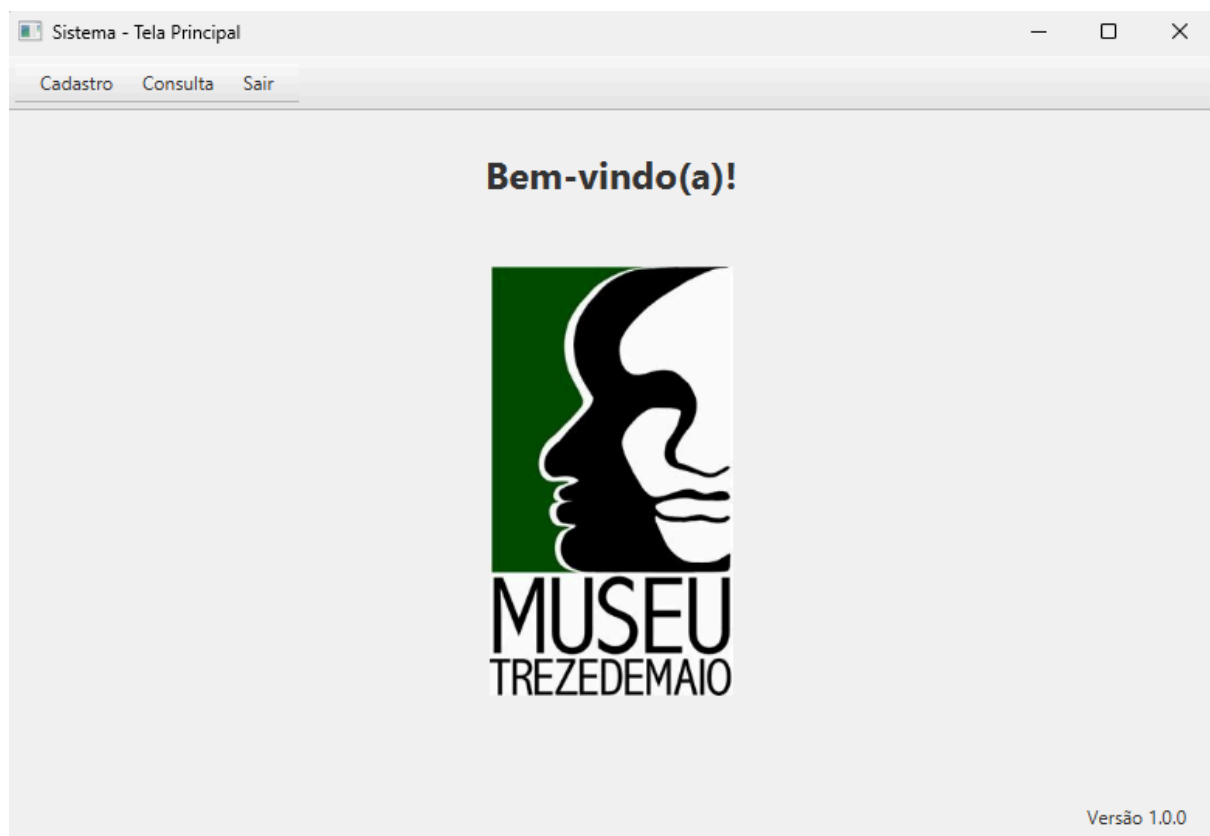 Sistema - Tela Principal
Cadastro Consulta Sair
Bem-vindo(a)!
MUSEU
TREZEDEMAIO
Versão 1.0.0